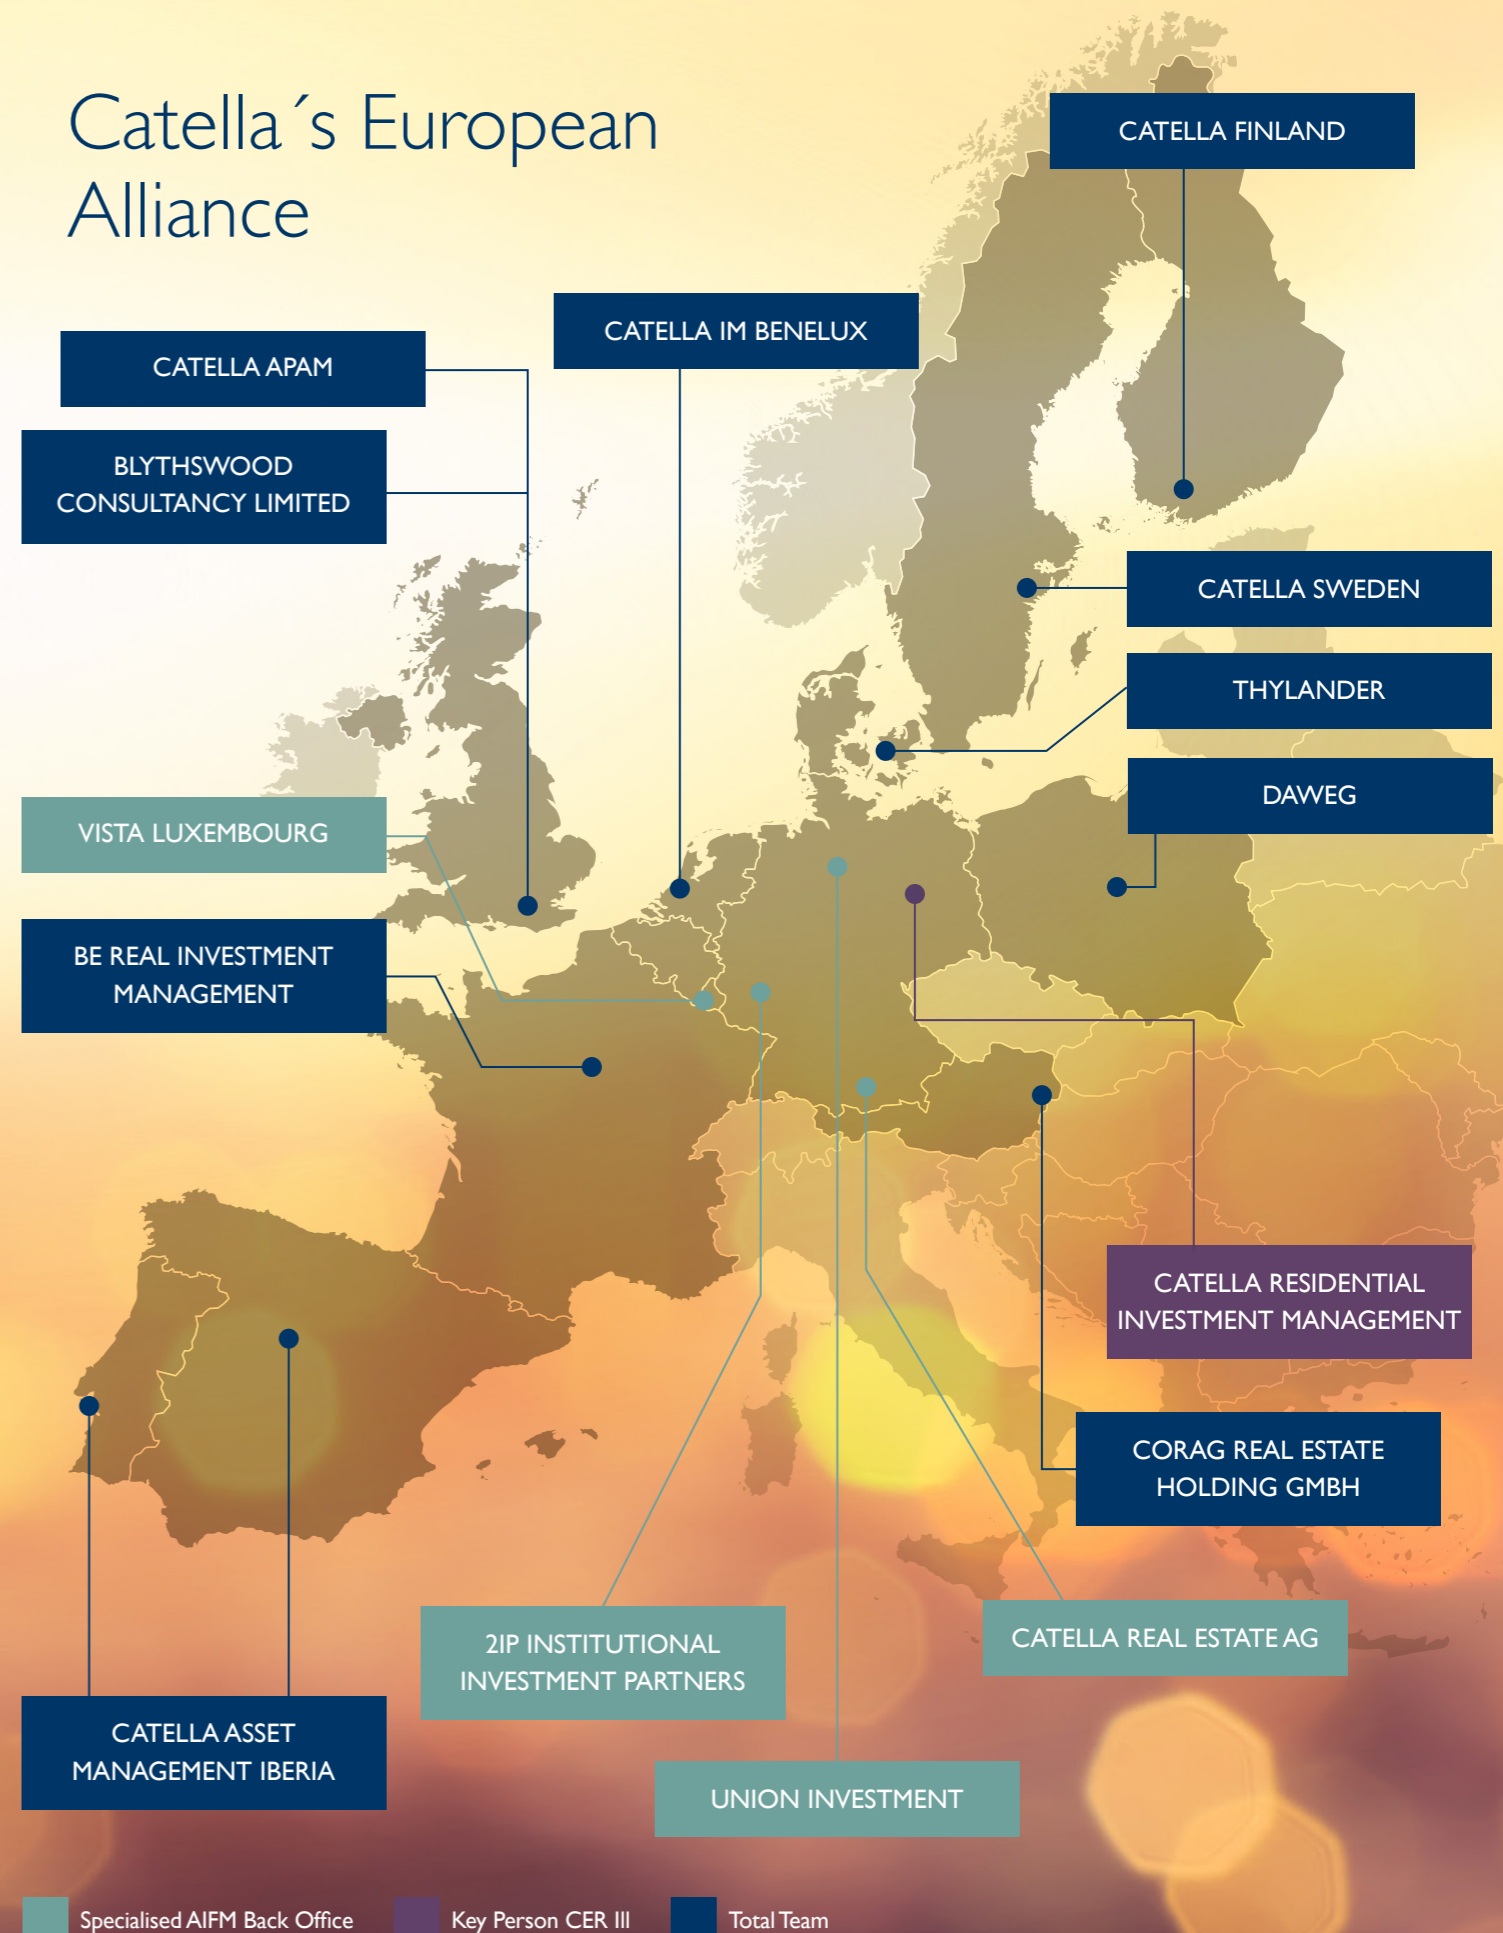 Catella´s European
Alliance
CATELLA FINLAND
CATELLA IM BENELUX
CATELLA APAM
BLYTHSWOOD
CONSULTANCY LIMITED
CATELLA SWEDEN
THYLANDER
DAWEG
VISTA LUXEMBOURG
BE REAL INVESTMENT
MANAGEMENT
CATELLA RESIDENTIAL
INVESTMENT MANAGEMENT
CORAG REAL ESTATE
HOLDING GMBH
2IP INSTITUTIONAL
INVESTMENT PARTNERS
CATELLA REAL ESTATE AG
CATELLA ASSET
MANAGEMENT IBERIA
UNION INVESTMENT
Specialised AIFM Back Office
Key Person CER III
Total Team